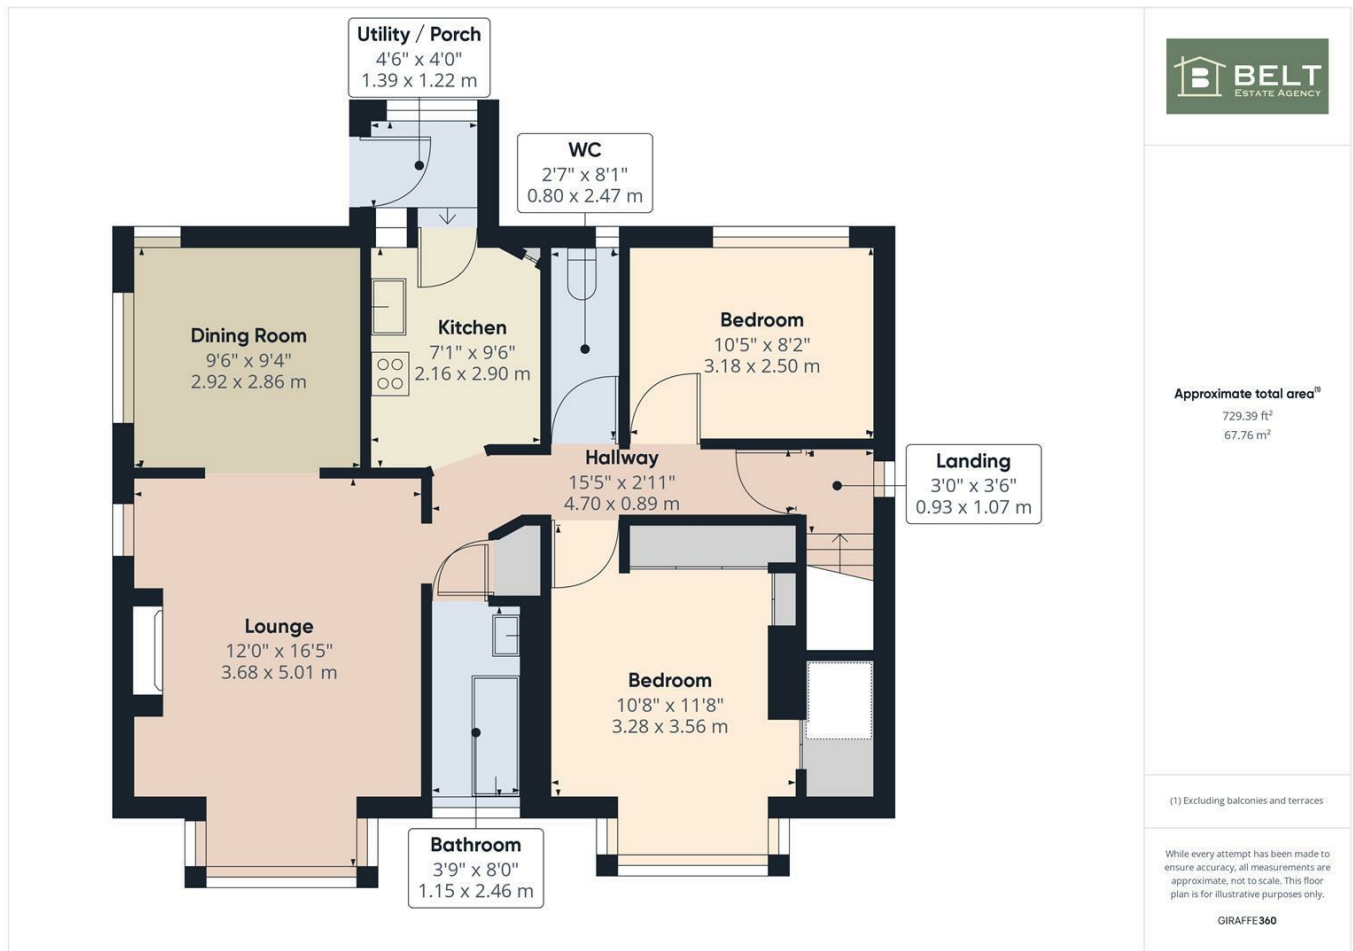 Utility / Porch
4'6" x 4'0"
1.39 x 1.22 m
WC
2'7" x 8'1"
0.80 x 2.47 m
Dining Room
9'6" x 9'4"
2.92 x 2.86 m
Kitchen
7'1" x 9'6"
2.16 x 2.90 m
Bedroom
10'5" x 8'2"
3.18 x 2.50 m
Hallway
15'5" x 2'11"
4.70 x 0.89 m
Landing
3'0" x 3'6"
0.93 x 1.07 m
Lounge
12'0" x 16'5"
3.68 x 5.01 m
Bedroom
10'8" x 11'8"
3.28 x 3.56 m
Bathroom
3'9" x 8'0"
1.15 x 2.46 m
B BELT
ESTATE AGENCY
Approximate total area⁽¹⁾
729.39 ft²
67.76 m²
(1) Excluding balconies and terraces
While every attempt has been made to
ensure accuracy, all measurements are
approximate, not to scale. This floor
plan is for illustrative purposes only.
GIRAFFE360